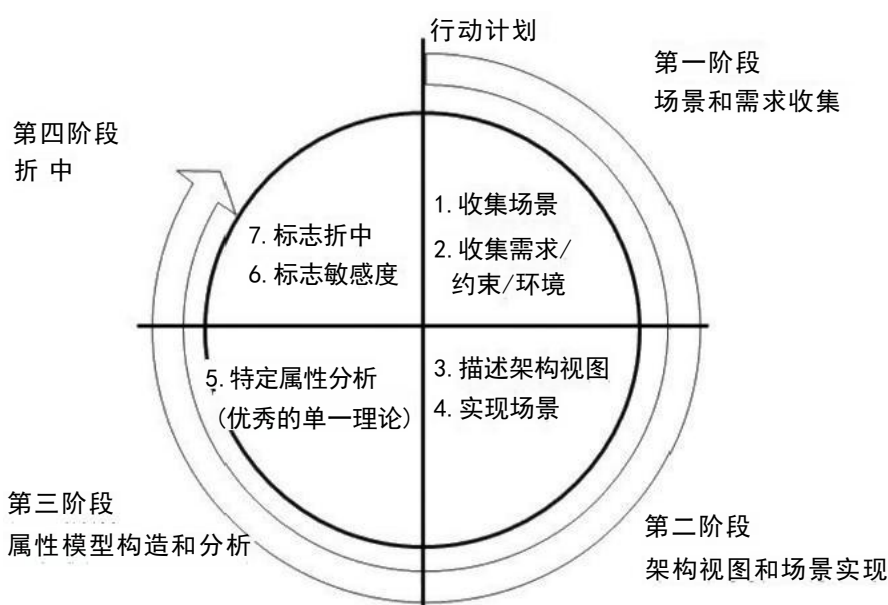 行动计划
第一阶段
场景和需求收集
第四阶段
折 中
1. 收集场景
2. 收集需求/
约束/环境
7. 标志折中
6. 标志敏感度
3. 描述架构视图
4. 实现场景
5. 特定属性分析
(优秀的单一理论)
第三阶段
属性模型构造和分析
第二阶段
架构视图和场景实现